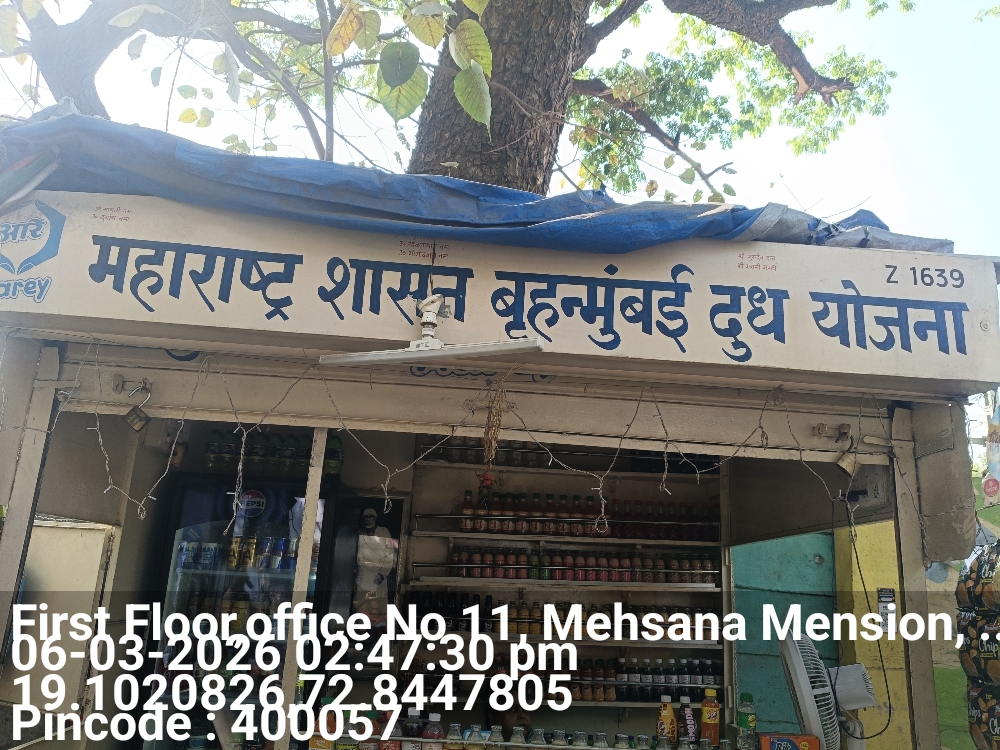 आरे
arey
महाराष्ट्र शासन बृहन्मुंबई दुध योजना
Z 1639
PEPSI
First Floor,office No 11, Mehsana Mension, ...
06-03-2026 02:47:30 pm
19.1020826,72.8447805
Pincode : 400057